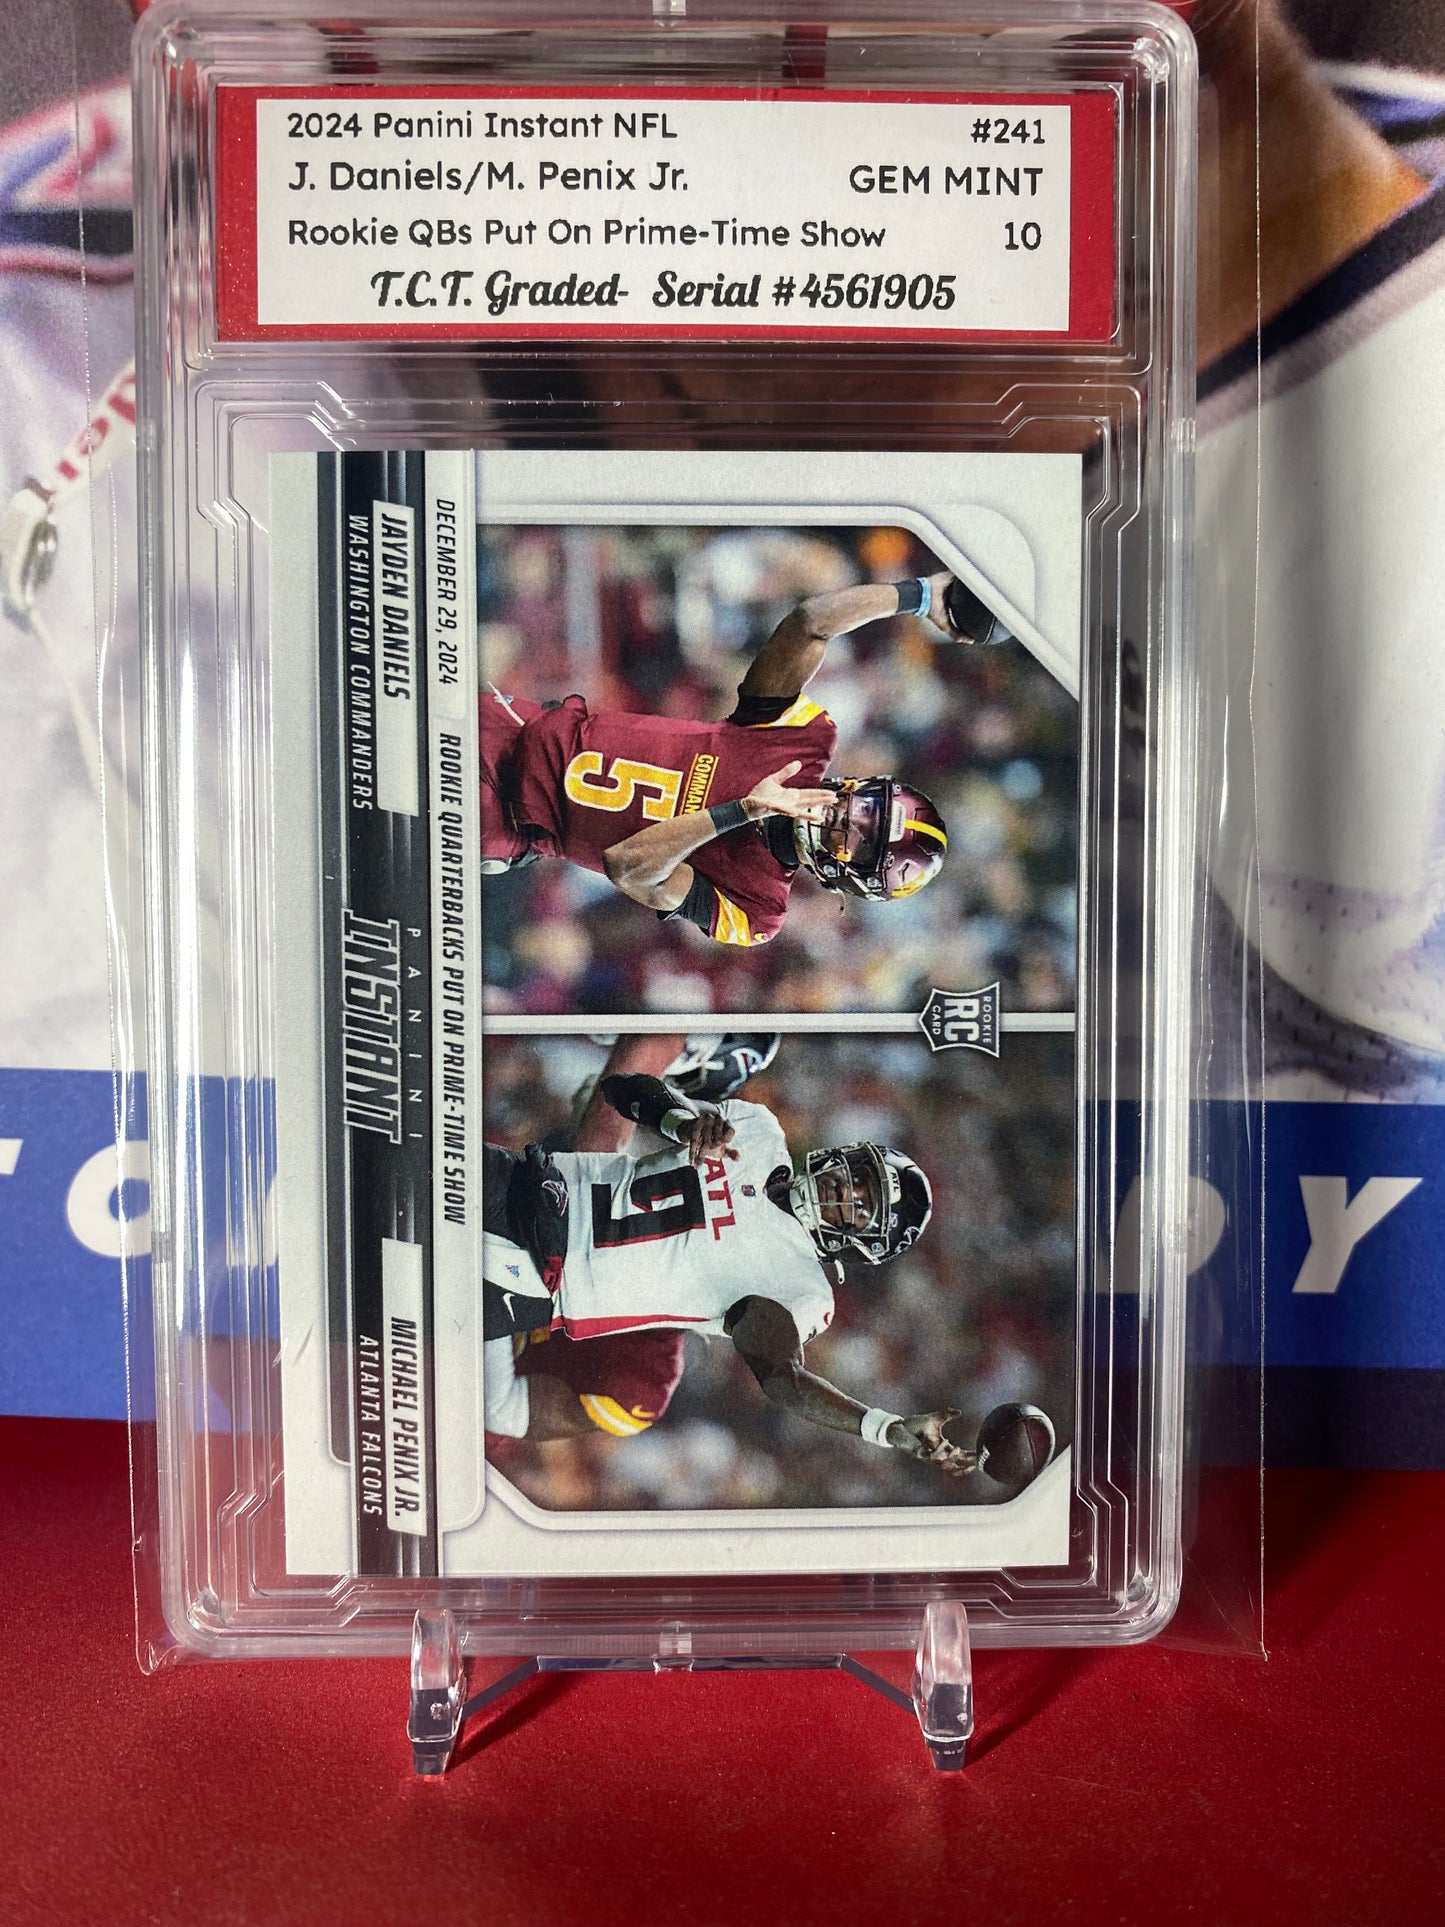 2024 Panini Instant NFL #241
J. Daniels/M. Penix Jr. GEM MINT
Rookie QBs Put On Prime-Time Show 10
T.C.T. Graded- Serial #4561905
COMMAN
5
ROOKIE
RC
CARD
ATL
9
ATL
DECEMBER 29, 2024 ROOKIE QUARTERBACKS PUT ON PRIME-TIME SHOW
JAYDEN DANIELS
WASHINGTON COMMANDERS
PANINI
INSTANT
MICHAEL PENIX JR.
ATLANTA FALCONS